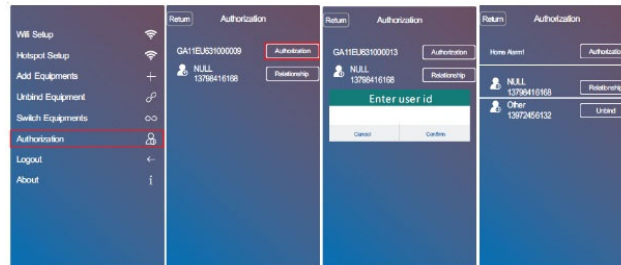 Wifi Setup
Hotspot Setup
Add Equipments
Unbind Equipment
Switch Equipments
Authorization
Logout
About
Return Authorization
GA11EU631000009 Authorization
NULL
13798416168 Relationship
Return Authorization
GA11EU631000013 Authorization
NULL
13798416168 Relationship
Enter user id
Cancel Confirm
Return Authorization
Home Alarm1 Authorizatio
NULL
13798416168 Relationship
Other
13972456132 Unbind